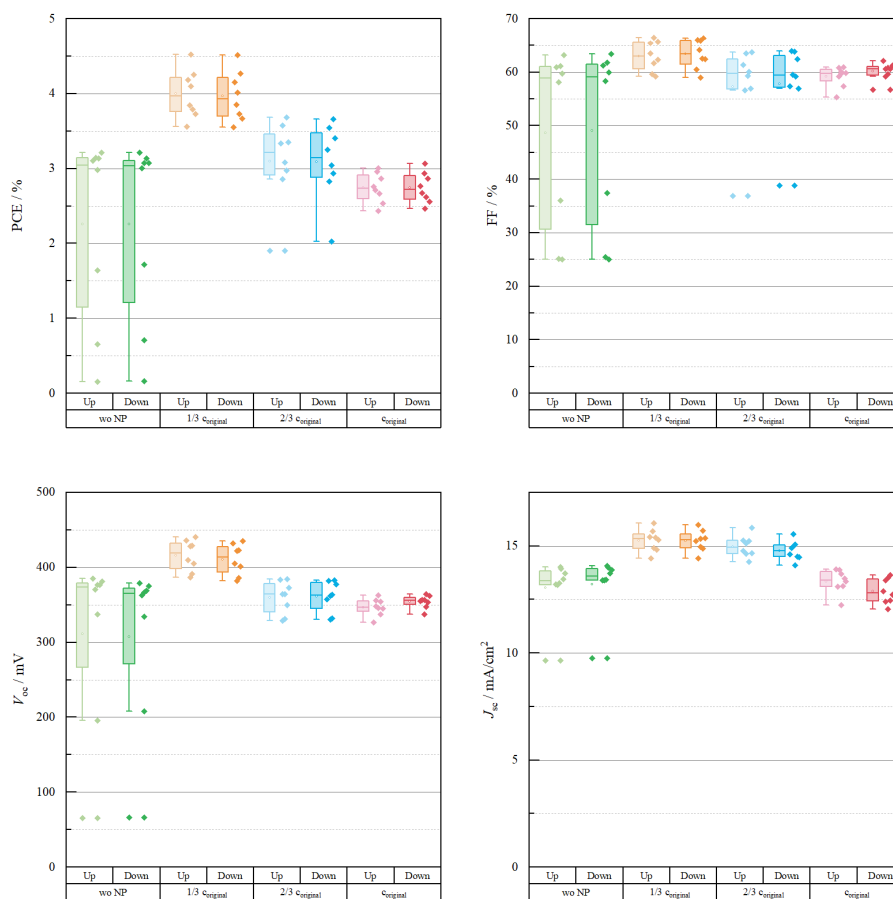 5
4
3
2
1
0
PCE / %
Up Down Up Down Up Down Up Down
wo NP 1/3 c_original 2/3 c_original c_original
70
60
50
40
30
20
10
0
FF / %
Up Down Up Down Up Down Up Down
wo NP 1/3 c_original 2/3 c_original c_original
500
400
300
200
100
0
V_oc / mV
Up Down Up Down Up Down Up Down
wo NP 1/3 c_original 2/3 c_original c_original
15
10
5
0
J_sc / mA/cm²
Up Down Up Down Up Down Up Down
wo NP 1/3 c_original 2/3 c_original c_original